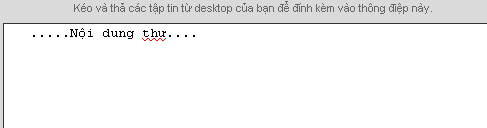 Kéo và thả các tập tin từ desktop của bạn để đính kèm vào thông điệp này.
.....Nội dung thư....